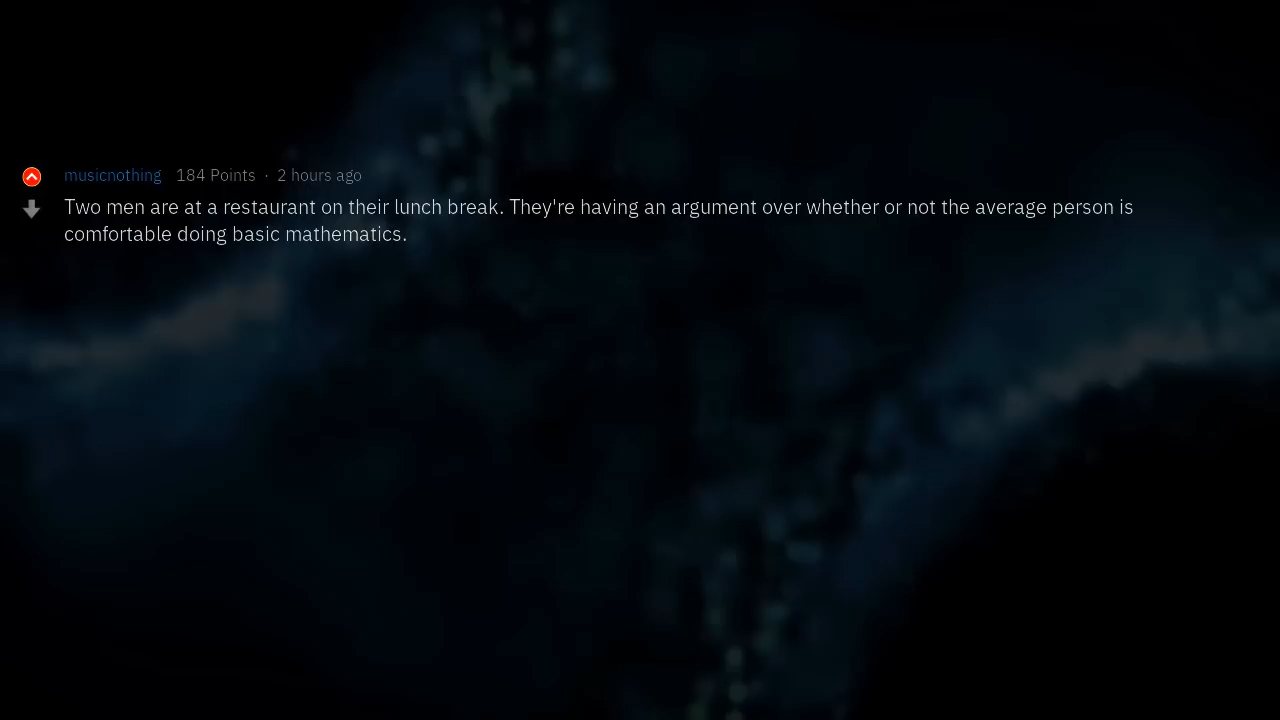 musicnothing 184 Points · 2 hours ago
Two men are at a restaurant on their lunch break. They're having an argument over whether or not the average person is
comfortable doing basic mathematics.